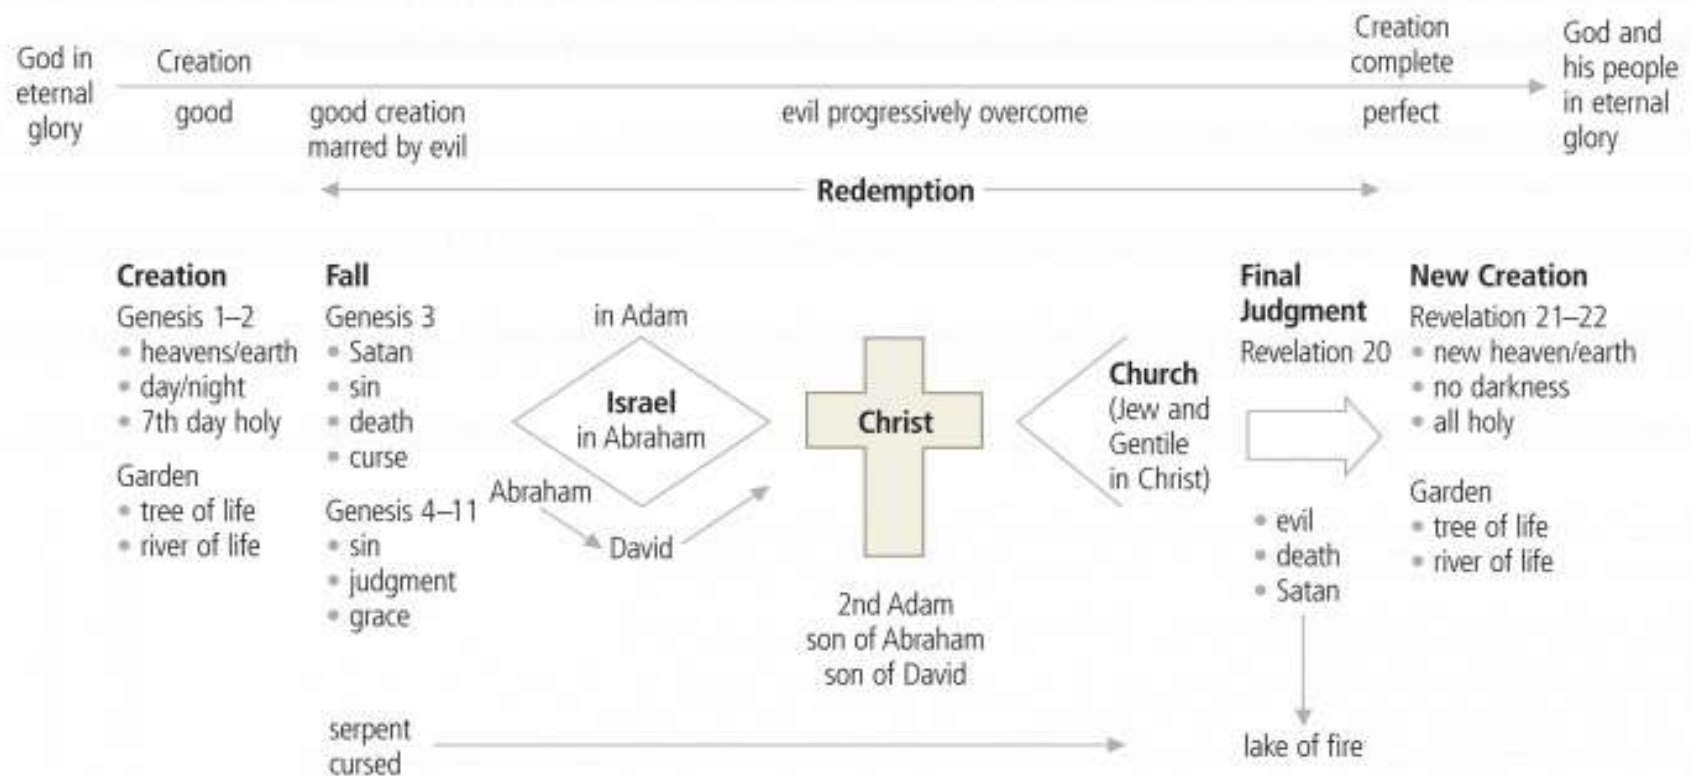 God in
eternal
glory
Creation
good
good creation
marred by evil
evil progressively overcome
Creation
complete
perfect
God and
his people
in eternal
glory
Redemption
Creation
Genesis 1–2
• heavens/earth
• day/night
• 7th day holy
Garden
• tree of life
• river of life
Fall
Genesis 3
• Satan
• sin
• death
• curse
Genesis 4–11
• sin
• judgment
• grace
in Adam
Israel
in Abraham
Abraham
David
Christ
2nd Adam
son of Abraham
son of David
Church
(Jew and
Gentile
in Christ)
Final
Judgment
Revelation 20
• evil
• death
• Satan
lake of fire
New Creation
Revelation 21–22
• new heaven/earth
• no darkness
• all holy
Garden
• tree of life
• river of life
serpent
cursed